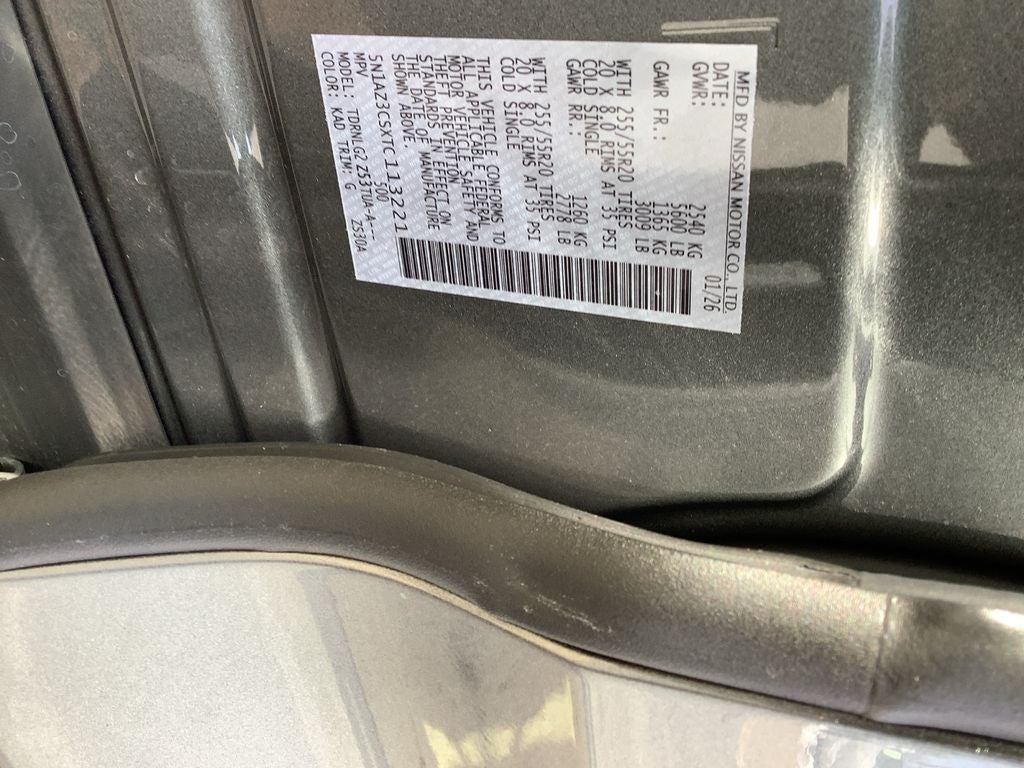 MFD BY NISSAN MOTOR CO., LTD.
DATE: 01/26
GVWR: 2540 KG
5600 LB
GAWR FR.: 1365 KG
3009 LB
WITH 255/55R20 TIRES
20 X 8.0 RIMS AT 35 PSI
COLD SINGLE
GAWR RR.: 1260 KG
2778 LB
WITH 255/55R20 TIRES
20 X 8.0 RIMS AT 35 PSI
COLD SINGLE
THIS VEHICLE CONFORMS TO
ALL APPLICABLE FEDERAL
MOTOR VEHICLE SAFETY AND
THEFT PREVENTION
STANDARDS IN EFFECT ON
THE DATE OF MANUFACTURE
SHOWN ABOVE.
5N1AZ3CSXTC113221
MPV 500
MODEL: TDRNLG2 Z53TUA-A---
COLOR: KAD TRIM: G ZS30A